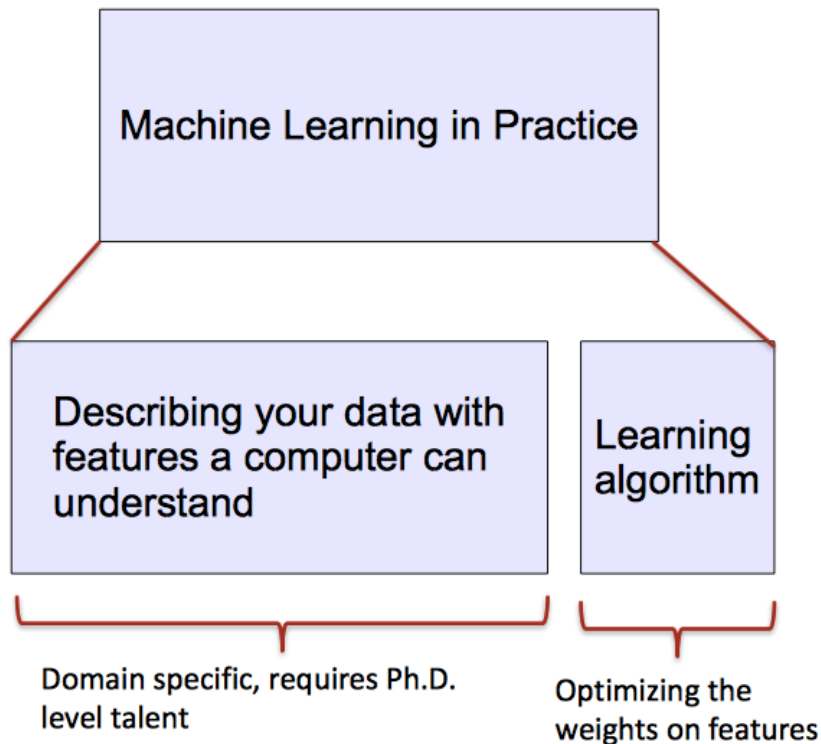 Machine Learning in Practice
Describing your data with
features a computer can
understand
Learning
algorithm
Domain specific, requires Ph.D.
level talent
Optimizing the
weights on features